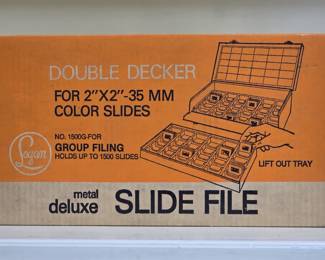 DOUBLE DECKER
FOR 2"X2"-35 MM
COLOR SLIDES
NO. 1500G-FOR
GROUP FILING
HOLDS UP TO 1500 SLIDES
Logan
LIFT OUT TRAY
metal
deluxe SLIDE FILE